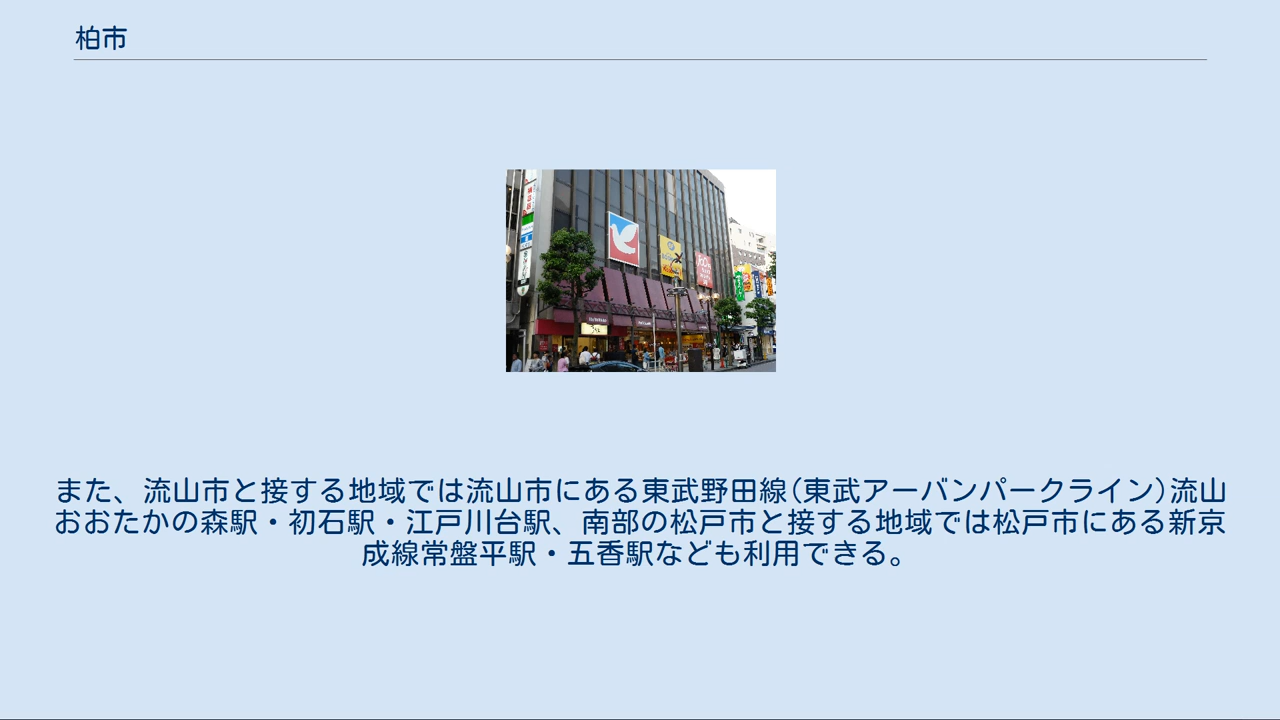 柏市
また、流山市と接する地域では流山市にある東武野田線(東武アーバンパークライン)流山
おおたかの森駅・初石駅・江戸川台駅、南部の松戸市と接する地域では松戸市にある新京
成線常盤平駅・五香駅なども利用できる。